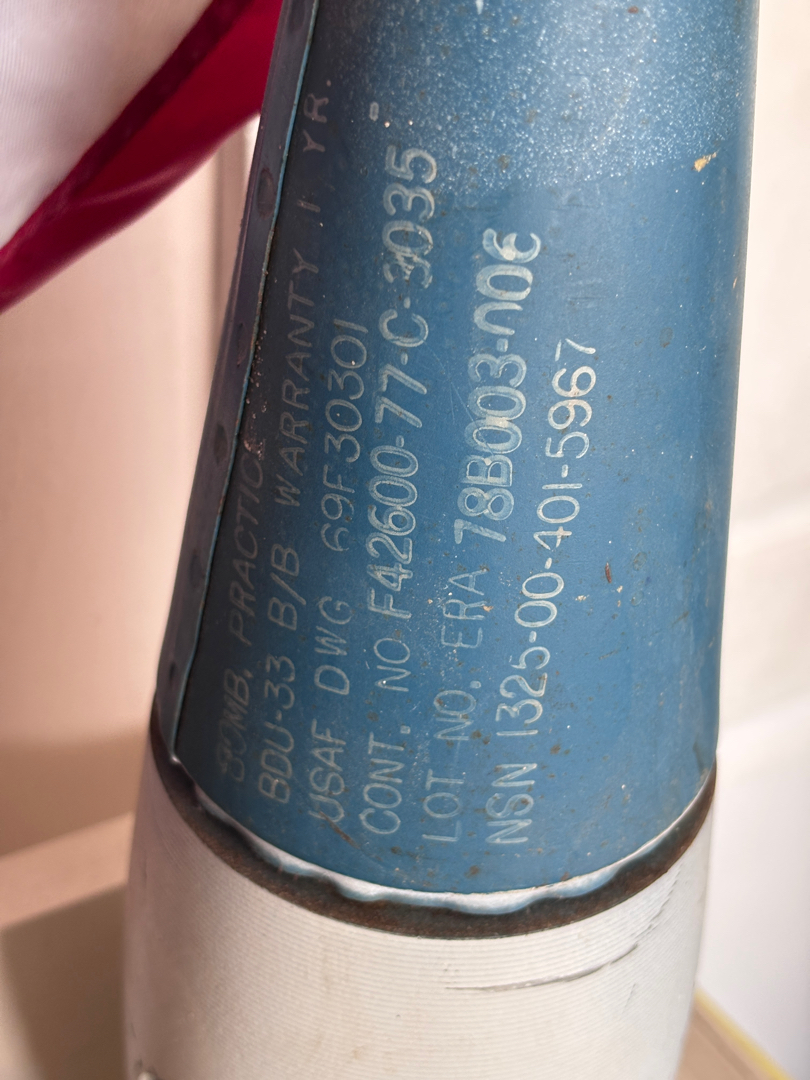 BOMB. PRACTICE
BDU-33 B/B WARRANTY 1 YR.
USAF DWG 69F30301
CONT. NO F42600-77-C-3035
LOT NO. ERA 78B003-006
NSN 1325-00-401-5967